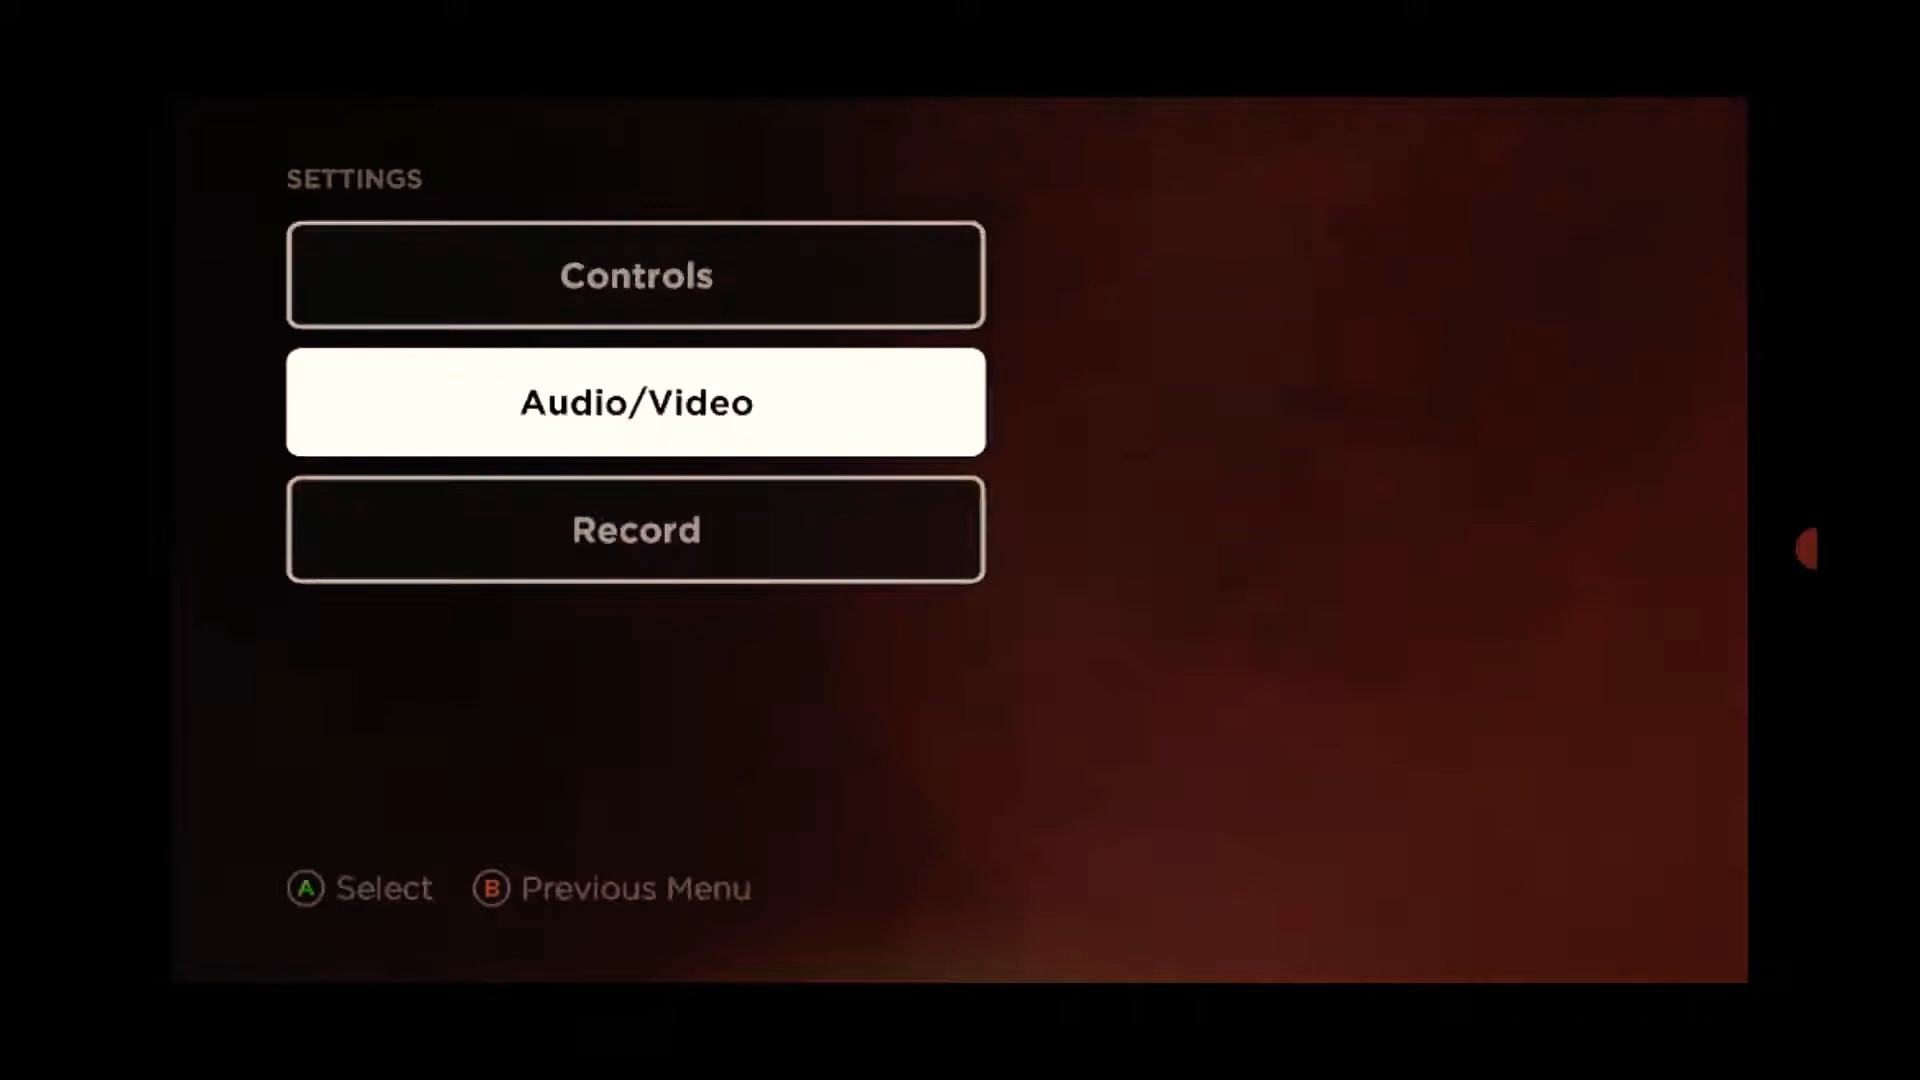 SETTINGS
Controls
Audio/Video
Record
A Select B Previous Menu